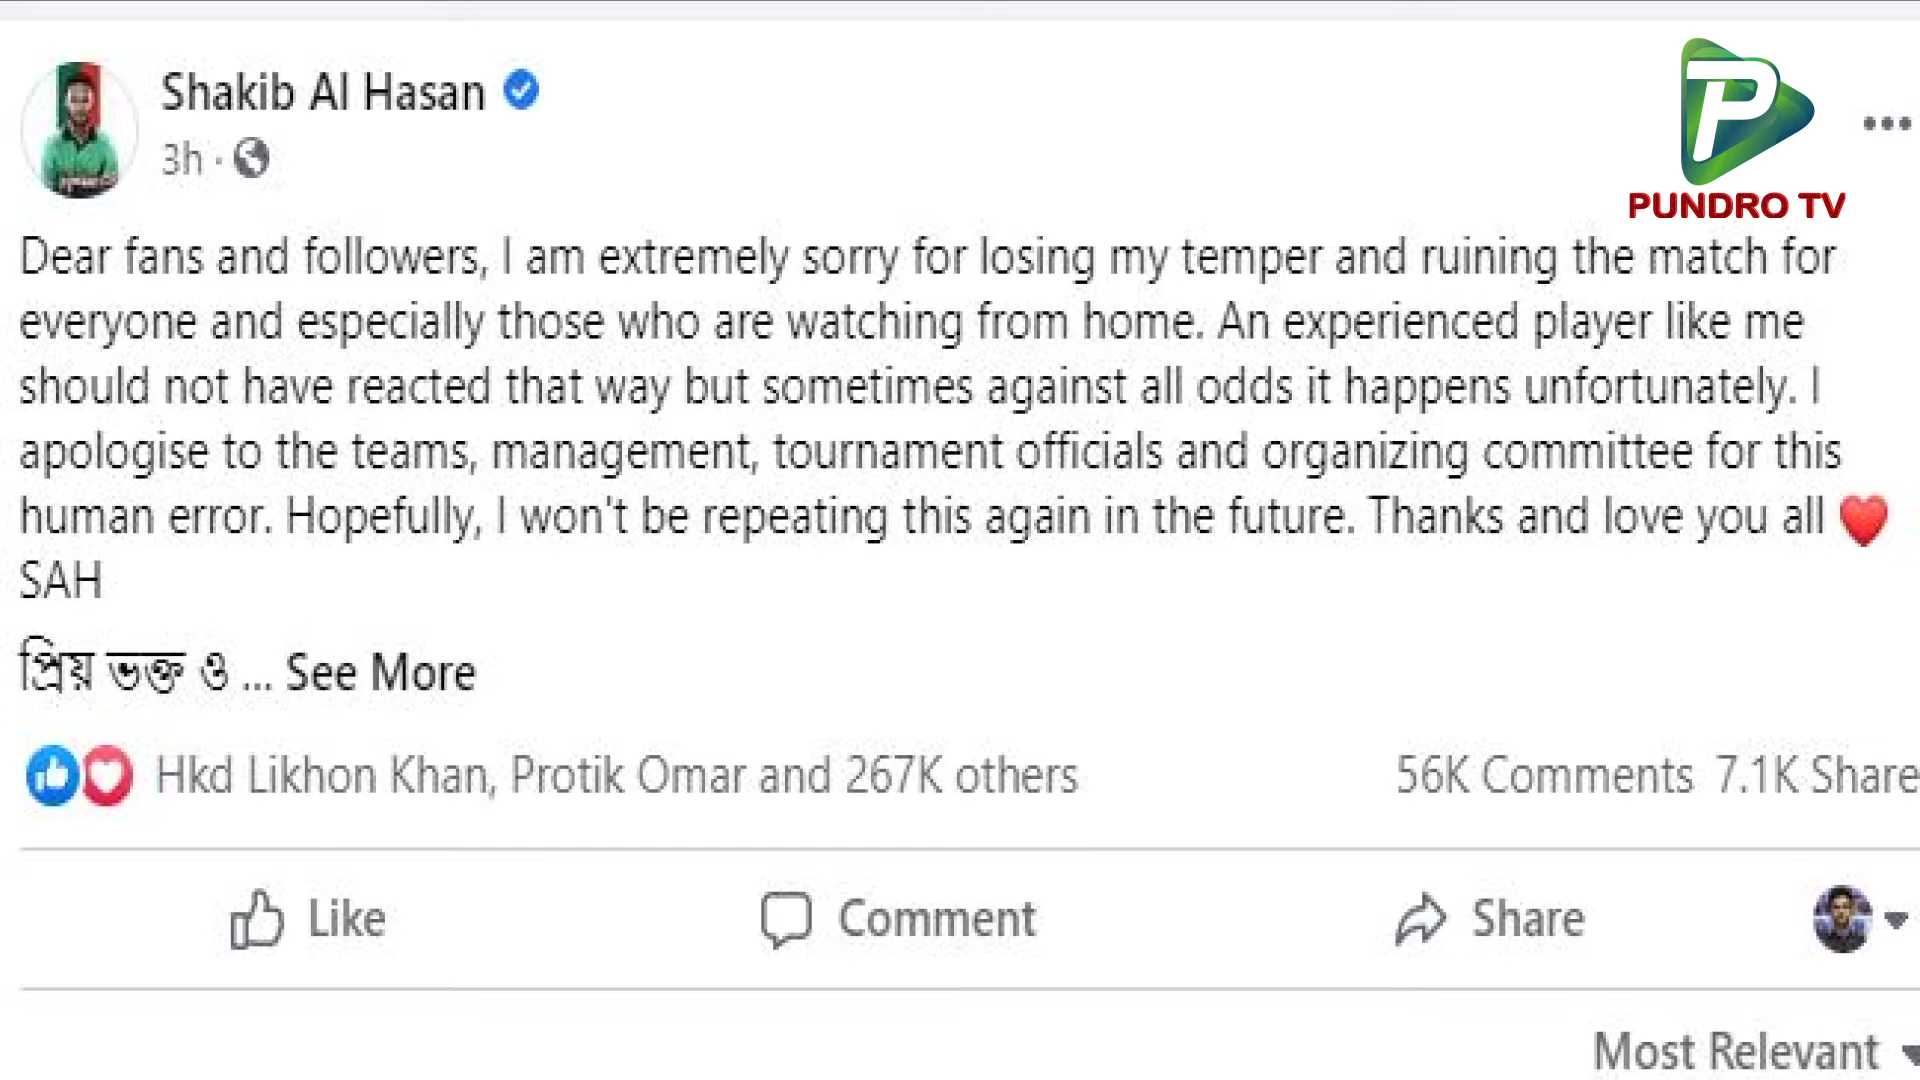 Shakib Al Hasan
3h ·
P
PUNDRO TV
Dear fans and followers, I am extremely sorry for losing my temper and ruining the match for
everyone and especially those who are watching from home. An experienced player like me
should not have reacted that way but sometimes against all odds it happens unfortunately. I
apologise to the teams, management, tournament officials and organizing committee for this
human error. Hopefully, I won't be repeating this again in the future. Thanks and love you all ❤️
SAH
প্রিয় ভক্ত ও ... See More
Hkd Likhon Khan, Protik Omar and 267K others
56K Comments 7.1K Share
Like Comment Share
Most Relevant